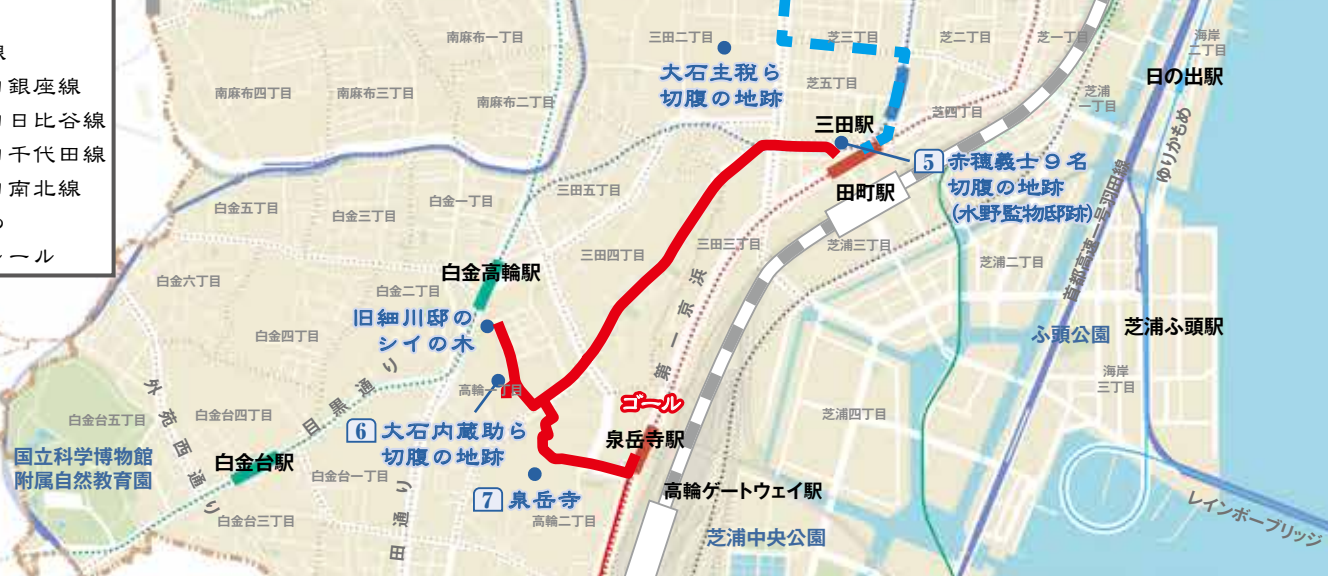 線
銀座線
日比谷線
千代田線
南北線
ール
南麻布一丁目
三田二丁目
芝三丁目
芝二丁目
芝一丁目
海岸
二丁目
大石主税ら
切腹の地跡
日の出駅
南麻布四丁目
南麻布三丁目
南麻布二丁目
芝五丁目
芝四丁目
芝浦
一丁目
ゆりかもめ
三田駅
5 赤穂義士９名
切腹の地跡
(水野監物邸跡)
田町駅
首都高速一号羽田線
白金五丁目
白金三丁目
白金一丁目
三田五丁目
三田四丁目
三田三丁目
芝浦三丁目
芝浦二丁目
白金六丁目
白金高輪駅
白金二丁目
第一京浜
旧細川邸の
シイの木
白金四丁目
ふ頭公園
芝浦ふ頭駅
海岸
三丁目
外苑西通り
目黒通り
高輪一丁目
ゴール
芝浦四丁目
白金台五丁目
白金台四丁目
6 大石内蔵助ら
切腹の地跡
泉岳寺駅
国立科学博物館
附属自然教育園
白金台駅
白金台一丁目
7 泉岳寺
高輪ゲートウェイ駅
白金台三丁目
田通り
高輪二丁目
芝浦中央公園
レインボーブリッジ